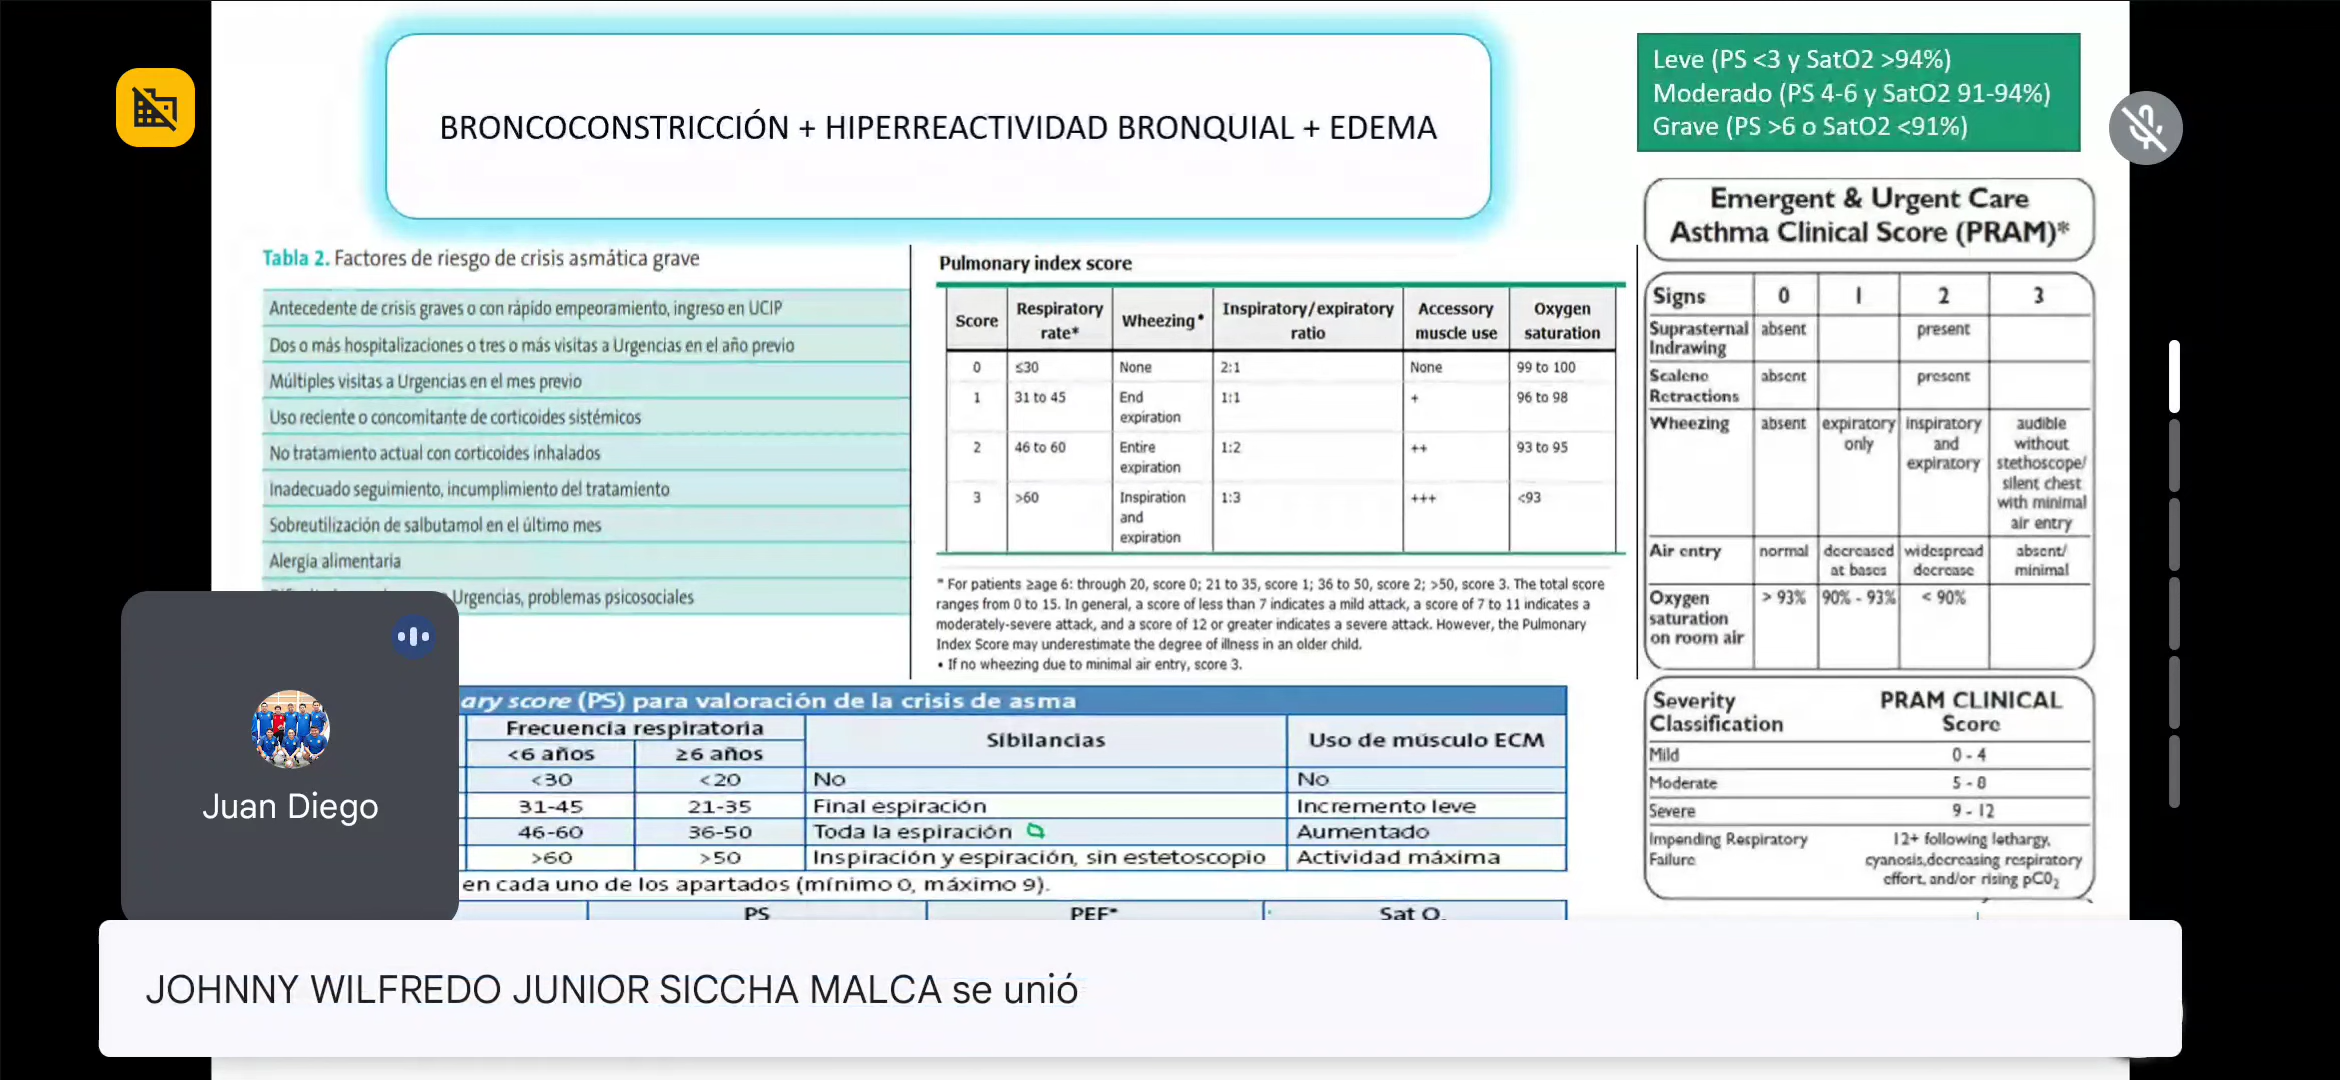 BRONCOCONSTRICCIÓN + HIPERREACTIVIDAD BRONQUIAL + EDEMA
Leve (PS <3 y SatO2 >94%)
Moderado (PS 4-6 y SatO2 91-94%)
Grave (PS >6 o SatO2 <91%)
Tabla 2. Factores de riesgo de crisis asmática grave
Antecedente de crisis graves o con rápido empeoramiento, ingreso en UCIP
Dos o más hospitalizaciones o tres o más visitas a Urgencias en el año previo
Múltiples visitas a Urgencias en el mes previo
Uso reciente o concomitante de corticoides sistémicos
No tratamiento actual con corticoides inhalados
Inadecuado seguimiento, incumplimiento del tratamiento
Sobreutilización de salbutamol en el último mes
Alergia alimentaria
Urgencias, problemas psicosociales
Pulmonary index score
Score Respiratory rate* Wheezing• Inspiratory/expiratory ratio Accessory muscle use Oxygen saturation
0 ≤30 None 2:1 None 99 to 100
1 31 to 45 End expiration 1:1 + 96 to 98
2 46 to 60 Entire expiration 1:2 ++ 93 to 95
3 >60 Inspiration and expiration 1:3 +++ <93
* For patients ≥age 6: through 20, score 0; 21 to 35, score 1; 36 to 50, score 2; >50, score 3. The total score
ranges from 0 to 15. In general, a score of less than 7 indicates a mild attack, a score of 7 to 11 indicates a
moderately-severe attack, and a score of 12 or greater indicates a severe attack. However, the Pulmonary
Index Score may underestimate the degree of illness in an older child.
• If no wheezing due to minimal air entry, score 3.
Emergent & Urgent Care
Asthma Clinical Score (PRAM)*
Signs 0 1 2 3
Suprasternal Indrawing absent present
Scalene Retractions absent present
Wheezing absent expiratory only inspiratory and expiratory audible without stethoscope/ silent chest with minimal air entry
Air entry normal decreased at bases widespread decrease absent/ minimal
Oxygen saturation on room air > 93% 90% - 93% < 90%
Severity Classification PRAM CLINICAL Score
Mild 0 - 4
Moderate 5 - 8
Severe 9 - 12
Impending Respiratory Failure 12+ following lethargy, cyanosis,decreasing respiratory effort, and/or rising pCO2
ary score (PS) para valoración de la crisis de asma
Frecuencia respiratoria Sibilancias Uso de músculo ECM
<6 años ≥6 años
<30 <20 No No
31-45 21-35 Final espiración Incremento leve
46-60 36-50 Toda la espiración Aumentado
>60 >50 Inspiración y espiración, sin estetoscopio Actividad máxima
en cada uno de los apartados (mínimo 0, máximo 9).
PS PEF* Sat O
Juan Diego
JOHNNY WILFREDO JUNIOR SICCHA MALCA se unió